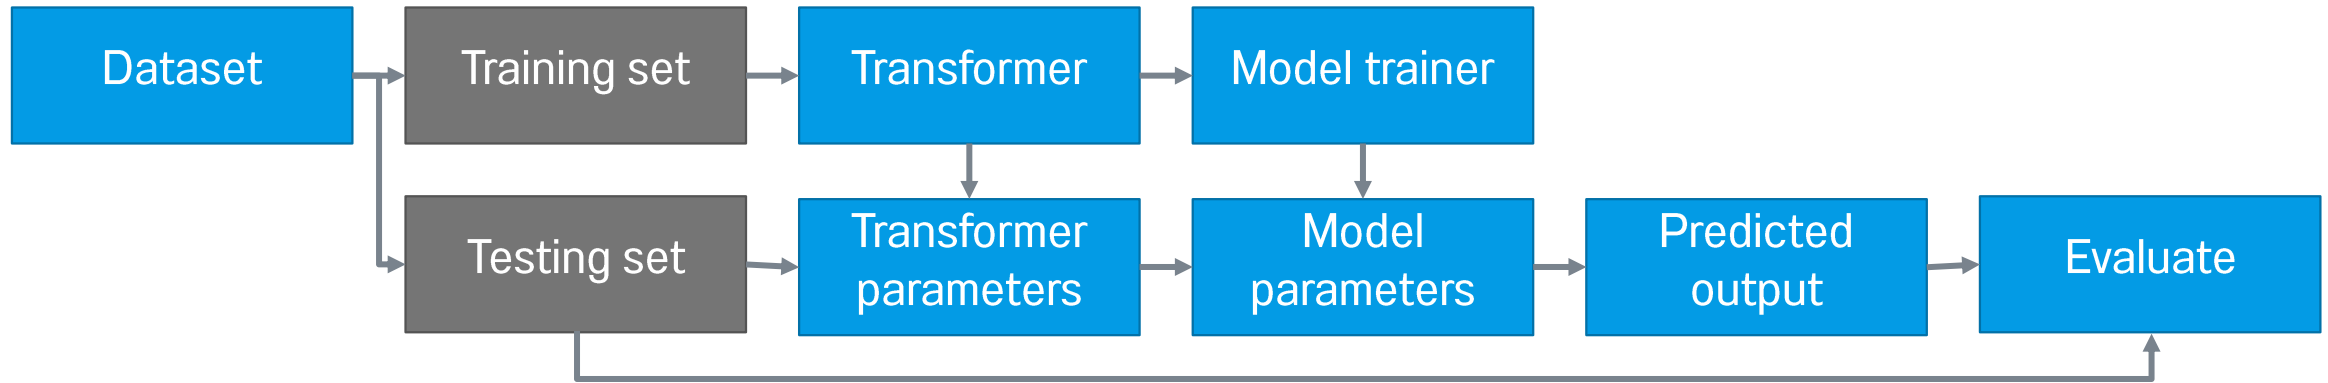 Dataset
Training set
Transformer
Model trainer
Testing set
Transformer
parameters
Model
parameters
Predicted
output
Evaluate